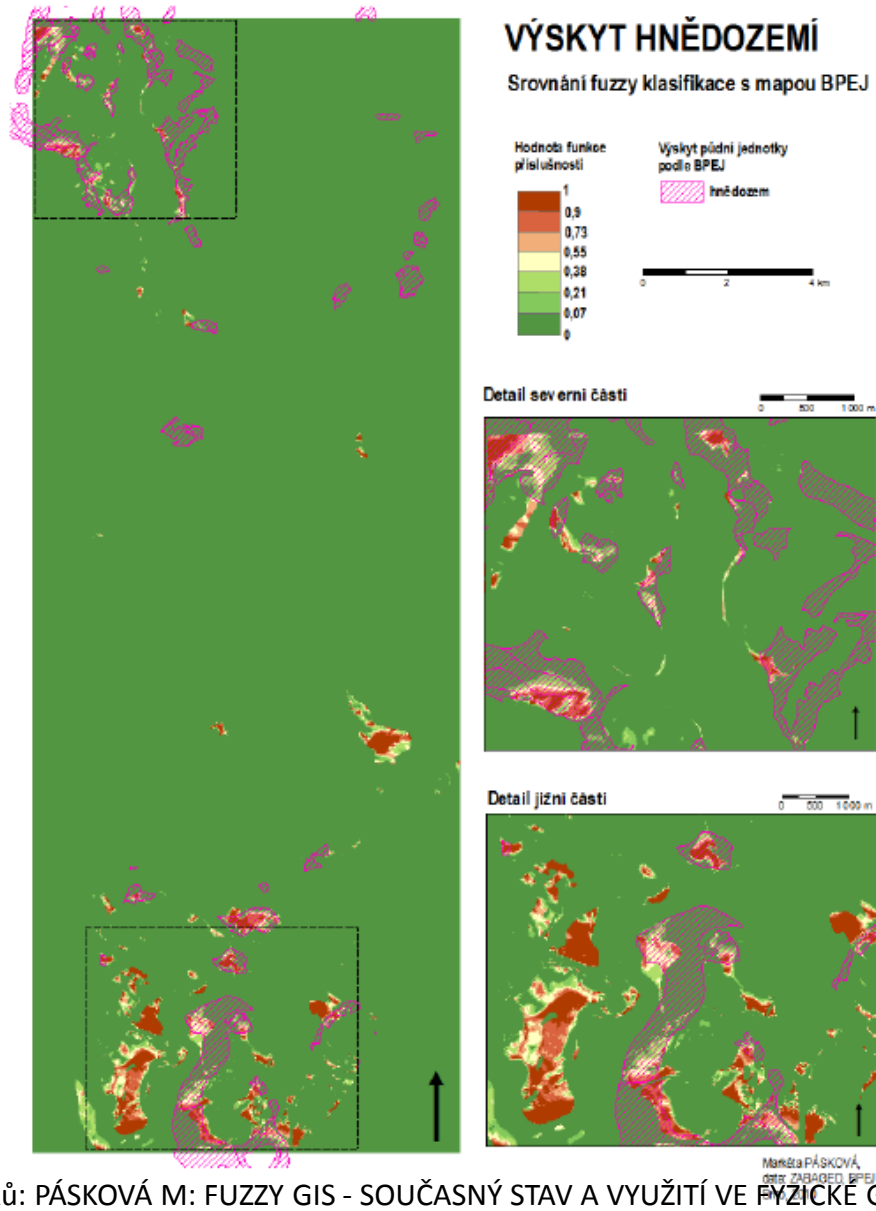 VÝSKYT HNĚDOZEMÍ
Srovnání fuzzy klasifikace s mapou BPEJ
Hodnota funkce
příslušnosti
1
0,9
0,73
0,55
0,38
0,21
0,07
0
Výskyt půdní jednotky
podle BPEJ
hnědozem
0 2 4 km
Detail severní části
0 500 1 000 m
Detail jižní části
0 500 1 000 m
Markéta PÁSKOVÁ,
data: ZABAGED, BPEJ
ů: PÁSKOVÁ M: FUZZY GIS - SOUČASNÝ STAV A VYUŽITÍ VE FYZICKÉ